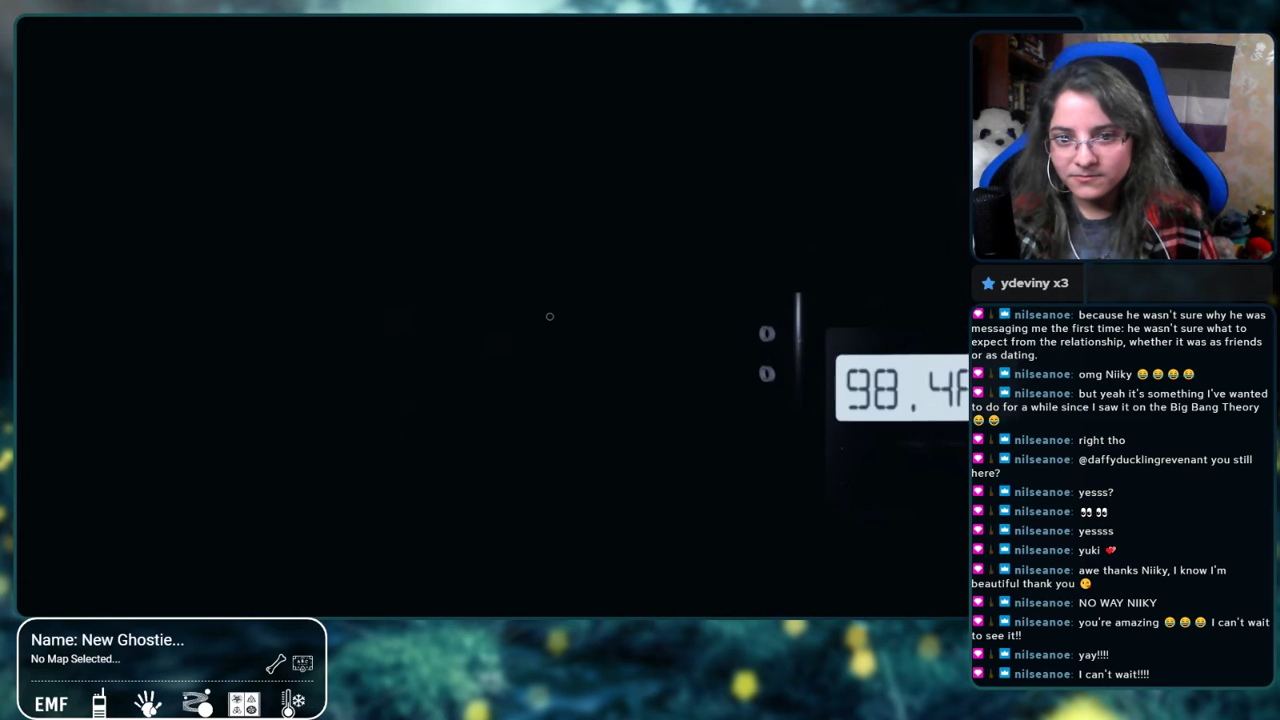 98.4F
ydeviny x3
nilseanoe: because he wasn't sure why he was
messaging me the first time: he wasn't sure what to
expect from the relationship, whether it was as friends
or as dating.
nilseanoe: omg Niiky 😂 😂 😂 😂
nilseanoe: but yeah it's something I've wanted
to do for a while since I saw it on the Big Bang Theory
😂 😂
nilseanoe: right tho
nilseanoe: @daffyducklingrevenant you still
here?
nilseanoe: yesss?
nilseanoe: 👀 👀
nilseanoe: yessss
nilseanoe: yuki 💕
nilseanoe: awe thanks Niiky, I know I'm
beautiful thank you 😘
nilseanoe: NO WAY NIIKY
nilseanoe: you're amazing 😂 😂 😂 I can't wait
to see it!!
nilseanoe: yay!!!!
nilseanoe: I can't wait!!!!
Name: New Ghostie...
No Map Selected...
EMF